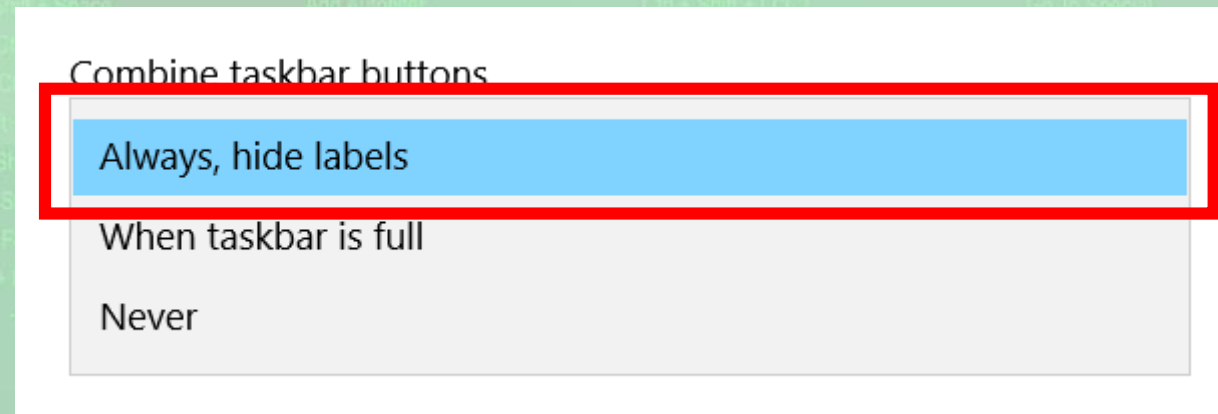 Combine taskbar buttons
Always, hide labels
When taskbar is full
Never